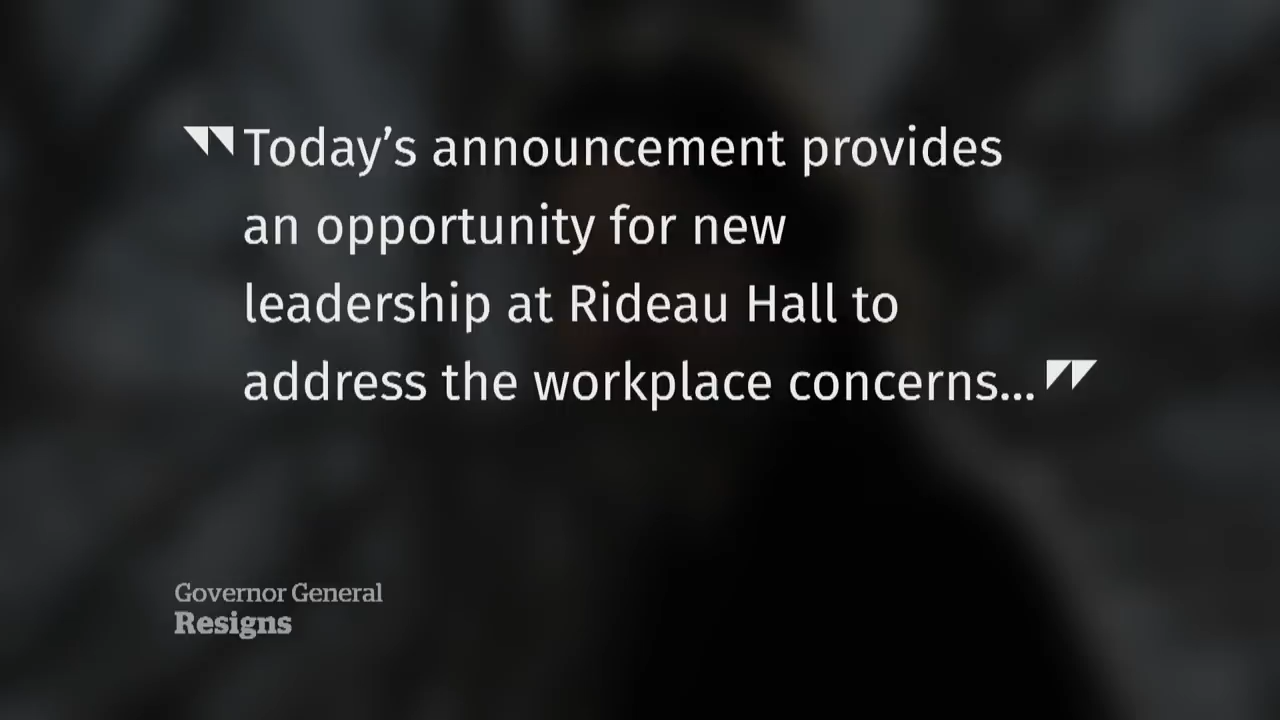 "Today’s announcement provides
an opportunity for new
leadership at Rideau Hall to
address the workplace concerns..."
Governor General
Resigns